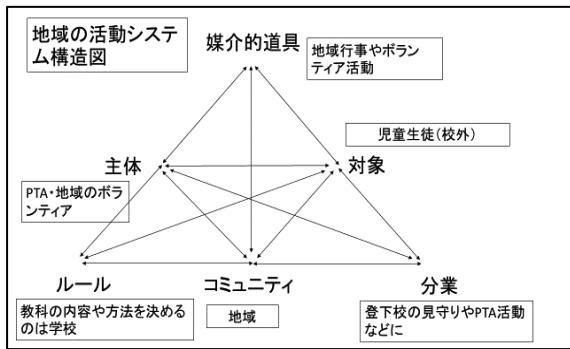 地域の活動システ
ム構造図
媒介的道具
地域行事やボラン
ティア活動
児童生徒(校外)
主体
対象
PTA・地域のボラ
ンティア
ルール
コミュニティ
分業
教科の内容や方法を決める
のは学校
地域
登下校の見守りやPTA活動
などに